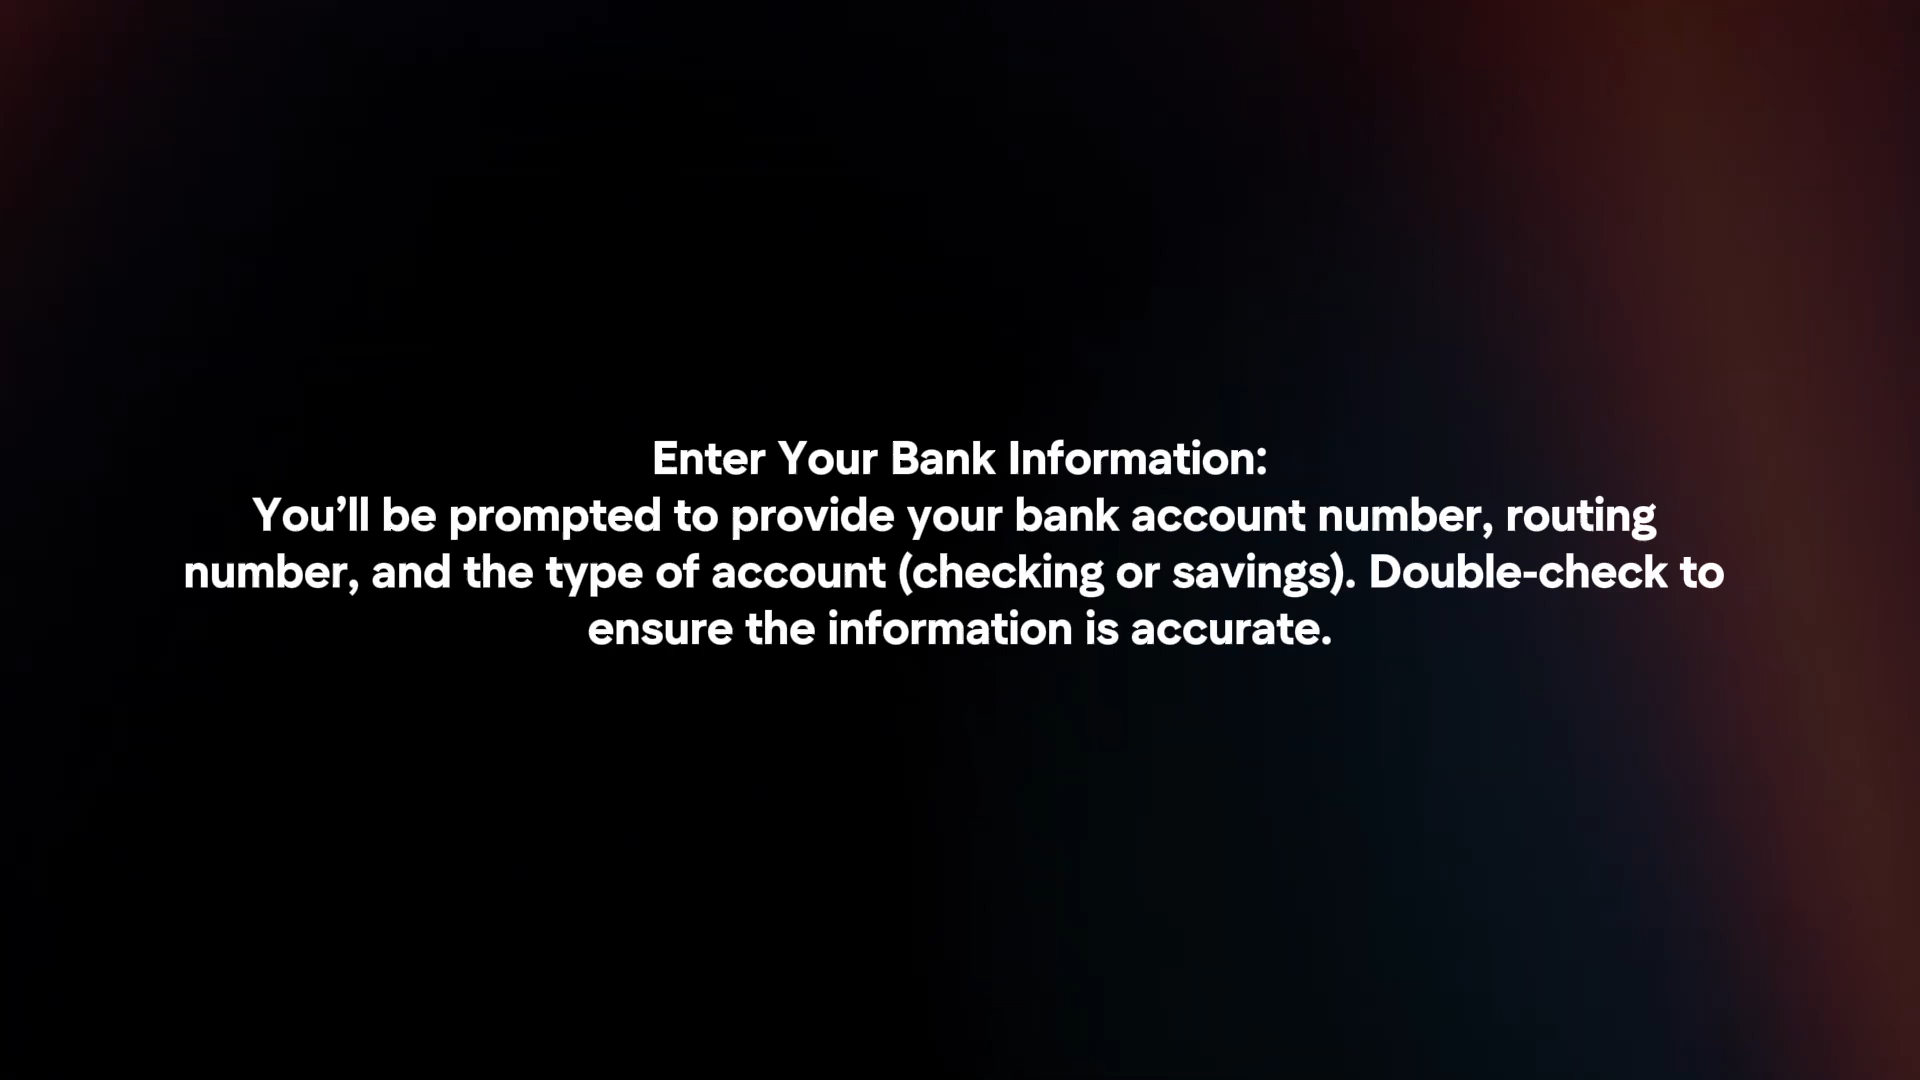 Enter Your Bank Information:
You’ll be prompted to provide your bank account number, routing
number, and the type of account (checking or savings). Double-check to
ensure the information is accurate.